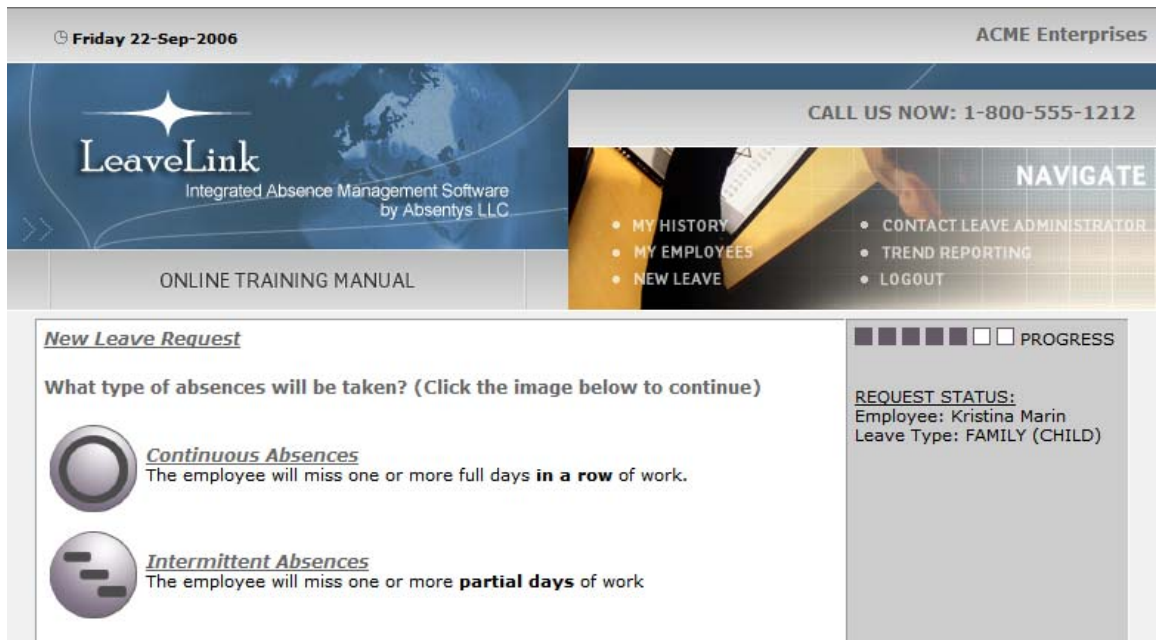 Friday 22-Sep-2006
ACME Enterprises
CALL US NOW: 1-800-555-1212
LeaveLink
Integrated Absence Management Software
by Absentys LLC
NAVIGATE
MY HISTORY
MY EMPLOYEES
NEW LEAVE
CONTACT LEAVE ADMINISTRATOR
TREND REPORTING
LOGOUT
ONLINE TRAINING MANUAL
New Leave Request
What type of absences will be taken? (Click the image below to continue)
Continuous Absences
The employee will miss one or more full days in a row of work.
Intermittent Absences
The employee will miss one or more partial days of work
PROGRESS
REQUEST STATUS:
Employee: Kristina Marin
Leave Type: FAMILY (CHILD)